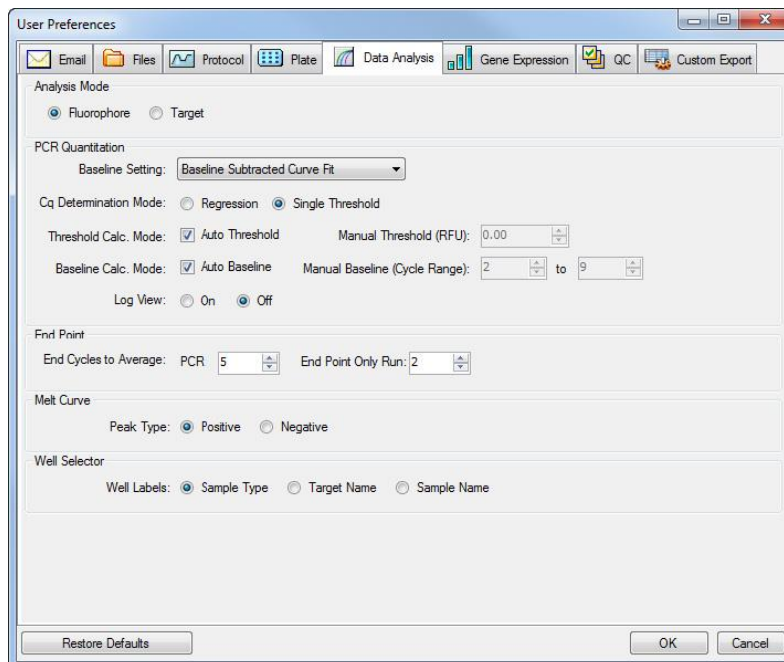 User Preferences
Email Files Protocol Plate Data Analysis Gene Expression QC Custom Export
Analysis Mode
Fluorophore Target
PCR Quantitation
Baseline Setting: Baseline Subtracted Curve Fit
Cq Determination Mode: Regression Single Threshold
Threshold Calc. Mode: Auto Threshold Manual Threshold (RFU): 0.00
Baseline Calc. Mode: Auto Baseline Manual Baseline (Cycle Range): 2 to 9
Log View: On Off
End Point
End Cycles to Average: PCR 5 End Point Only Run: 2
Melt Curve
Peak Type: Positive Negative
Well Selector
Well Labels: Sample Type Target Name Sample Name
Restore Defaults OK Cancel